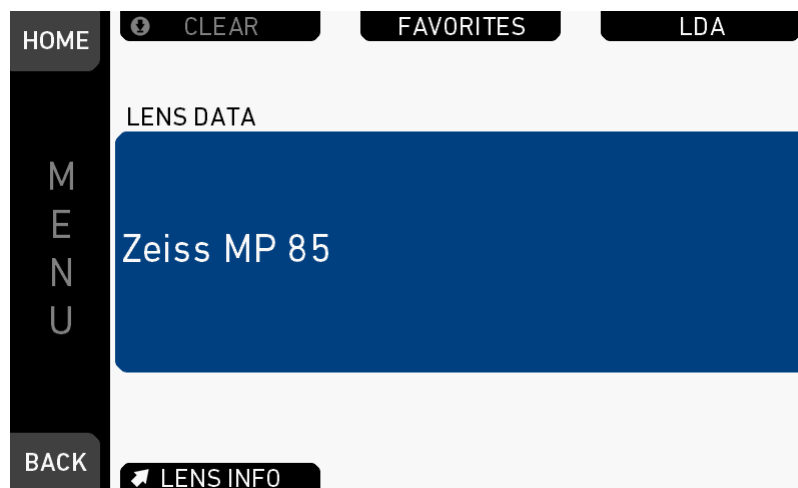 HOME
CLEAR
FAVORITES
LDA
LENS DATA
MENU
Zeiss MP 85
BACK
LENS INFO